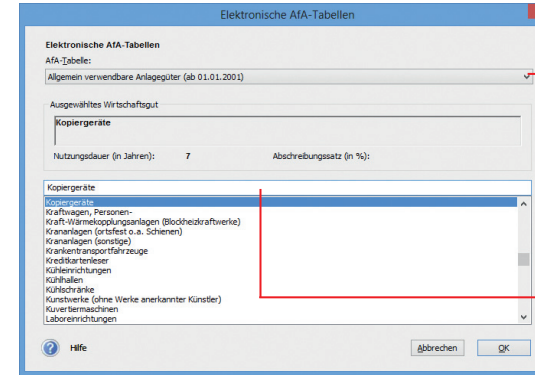 Elektronische AfA-Tabellen
Elektronische AfA-Tabellen
AfA-Tabelle:
Allgemein verwendbare Anlagegüter (ab 01.01.2001)
Ausgewähltes Wirtschaftsgut
Kopiergeräte
Nutzungsdauer (in Jahren): 7 Abschreibungssatz (in %):
Kopiergeräte
Kopiergeräte
Kraftwagen, Personen-
Kraft-Wärmekopplungsanlagen (Blockheizkraftwerke)
Krananlagen (ortsfest o.a. Schienen)
Krananlagen (sonstige)
Krankentransportfahrzeuge
Kreditkartenleser
Kühleinrichtungen
Kühlhallen
Kühlschränke
Kunstwerke (ohne Werke anerkannter Künstler)
Kuvertiermaschinen
Laboreinrichtungen
? Hilfe Abbrechen OK